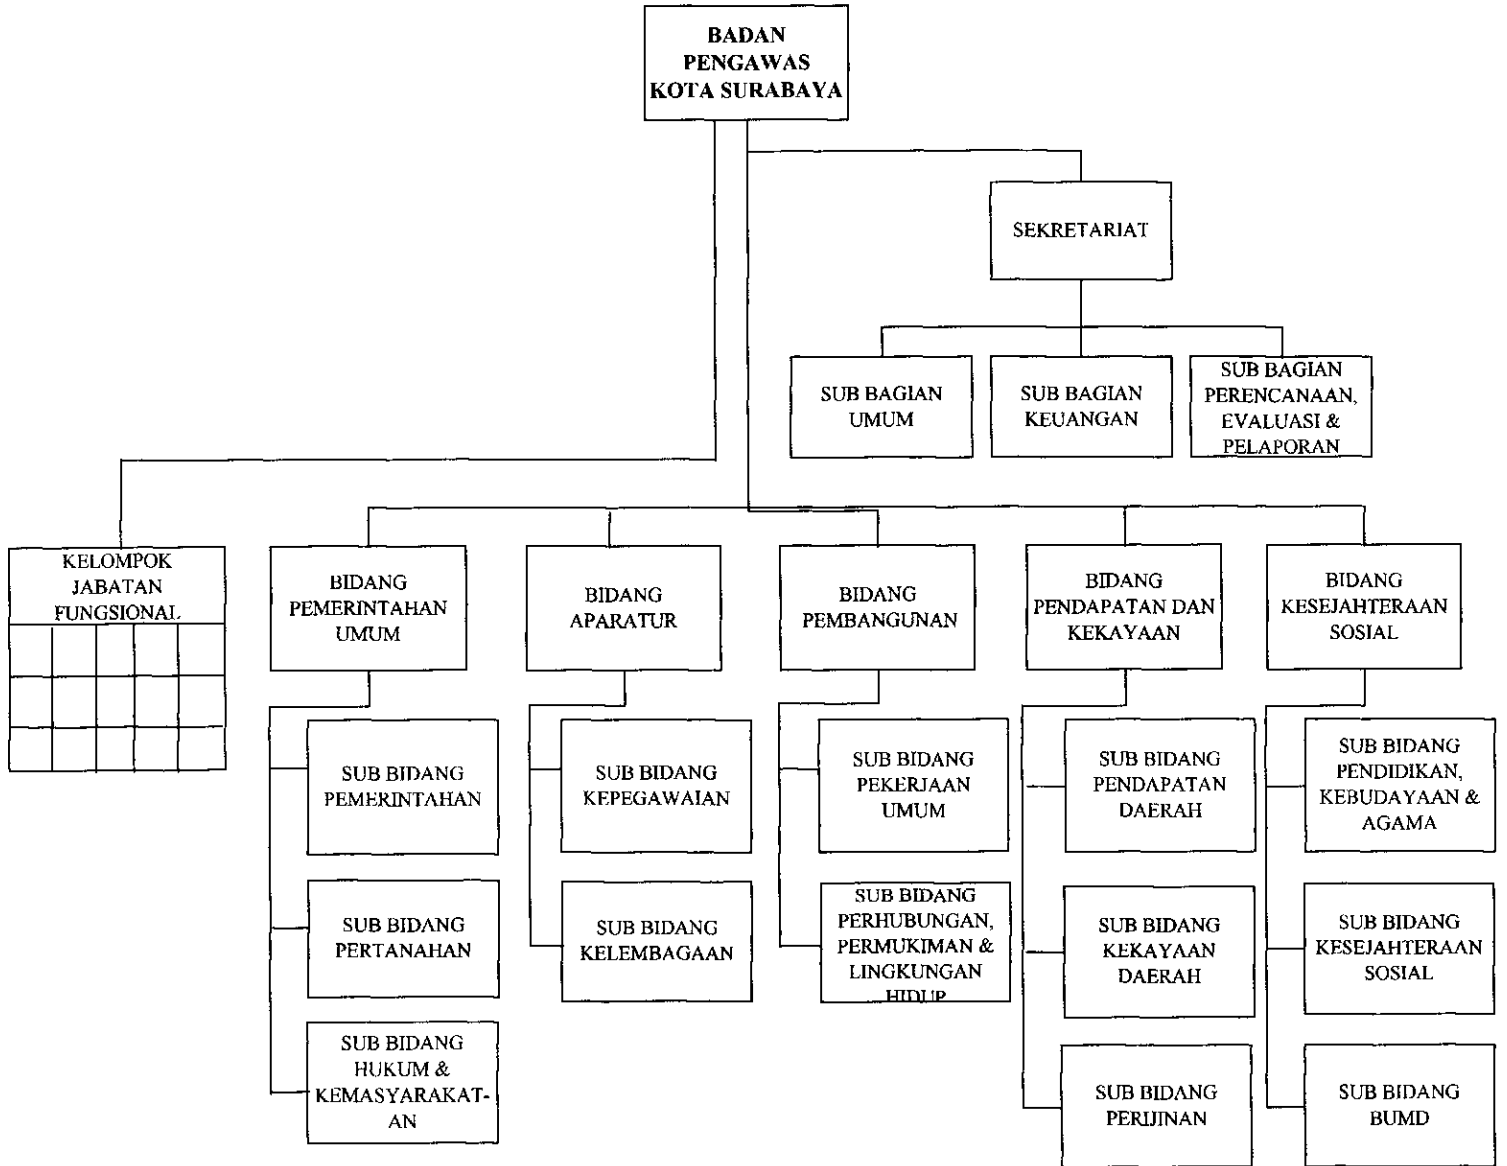 BADAN
PENGAWAS
KOTA SURABAYA
SEKRETARIAT
SUB BAGIAN
UMUM
SUB BAGIAN
KEUANGAN
SUB BAGIAN
PERENCANAAN,
EVALUASI &
PELAPORAN
KELOMPOK
JABATAN
FUNGSIONAL
BIDANG
PEMERINTAHAN
UMUM
BIDANG
APARATUR
BIDANG
PEMBANGUNAN
BIDANG
PENDAPATAN DAN
KEKAYAAN
BIDANG
KESEJAHTERAAN
SOSIAL
SUB BIDANG
PEMERINTAHAN
SUB BIDANG
KEPEGAWAIAN
SUB BIDANG
PEKERJAAN
UMUM
SUB BIDANG
PENDAPATAN
DAERAH
SUB BIDANG
PENDIDIKAN,
KEBUDAYAAN &
AGAMA
SUB BIDANG
PERTANAHAN
SUB BIDANG
KELEMBAGAAN
SUB BIDANG
PERHUBUNGAN,
PERMUKIMAN &
LINGKUNGAN
HIDUP
SUB BIDANG
KEKAYAAN
DAERAH
SUB BIDANG
KESEJAHTERAAN
SOSIAL
SUB BIDANG
HUKUM &
KEMASYARAKAT-
AN
SUB BIDANG
PERIJINAN
SUB BIDANG
BUMD